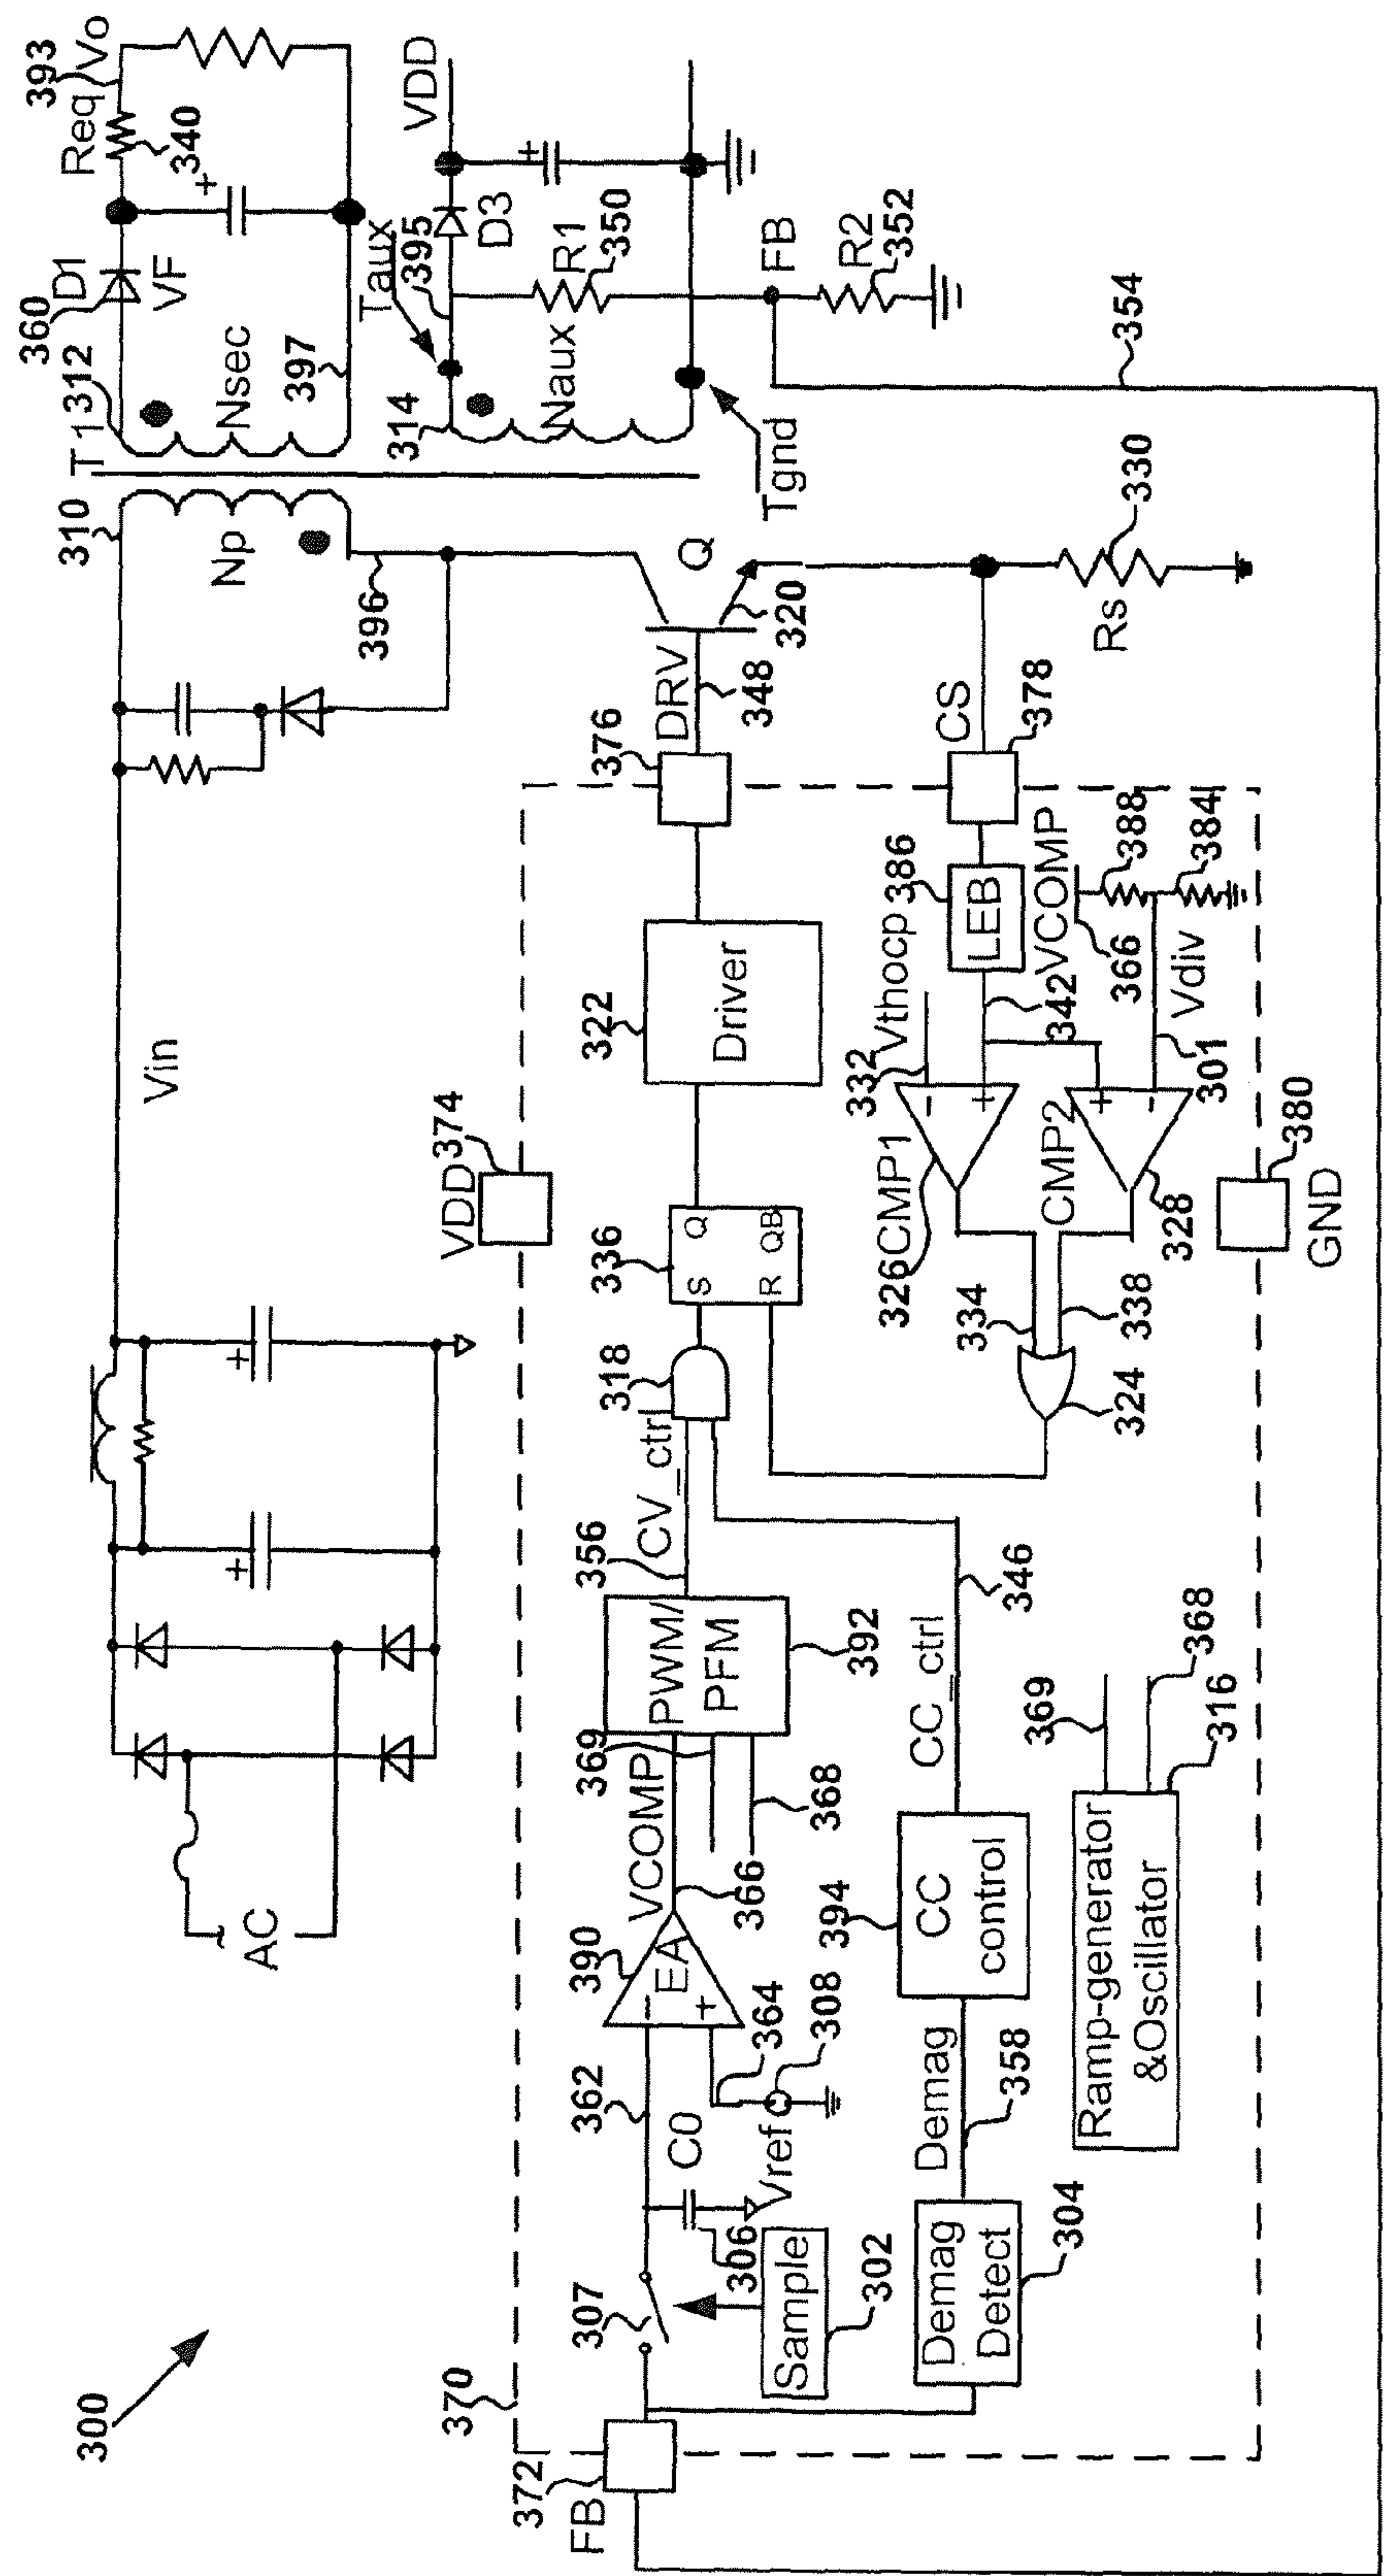 300
AC
Vin
310
T1
312
360
D1
VF
Req
340
393
Vo
+
+
+
Np
Nsec
397
396
Taux
395
314
Naux
D3
VDD
+
R1
350
Tgnd
FB
R2
352
354
Q
320
DRV
348
376
CS
378
Rs
330
370
VDD
374
372
FB
307
362
C0
306
Sample
302
Vref
308
364
EA
-
+
390
VCOMP
366
369
368
PWM/
PFM
392
356
CV_ctrl
318
336
S
Q
R
QB
322
Driver
Demag
Detect
304
Demag
358
CC
control
394
CC_ctrl
346
Ramp-generator
&Oscillator
369
368
316
334
338
324
326
CMP1
CMP2
328
332
Vthocp
-
+
+
-
342
LEB
386
VCOMP
366
388
384
Vdiv
301
380
GND